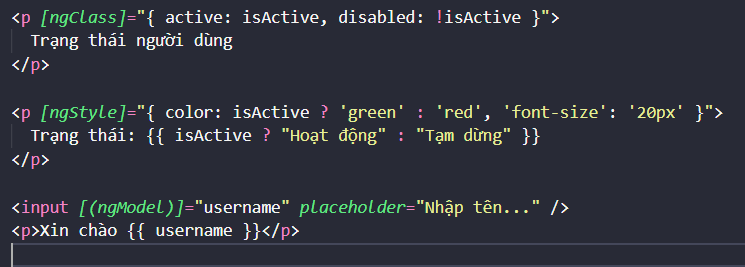 <p [ngClass]="{ active: isActive, disabled: !isActive }">
  Trạng thái người dùng
</p>

<p [ngStyle]="{ color: isActive ? 'green' : 'red', 'font-size': '20px' }">
  Trạng thái: {{ isActive ? "Hoạt động" : "Tạm dừng" }}
</p>

<input [(ngModel)]="username" placeholder="Nhập tên..." />
<p>Xin chào {{ username }}</p>